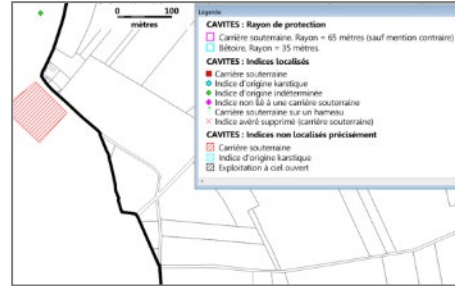 0 100
mètres
Légende
CAVITES : Rayon de protection
Carrière souterraine. Rayon = 65 mètres (sauf mention contraire)
Bétoire. Rayon = 35 mètres.
CAVITES : Indices localisés
Carrière souterraine
Indice d'origine karstique
Indice d'origine indéterminée
Indice non lié à une carrière souterraine
Carrière souterraine sur un hameau
Indice avéré supprimé (carrière souterraine)
CAVITES : Indices non localisés précisément
Carrière souterraine
Indice d'origine karstique
Exploitation à ciel ouvert